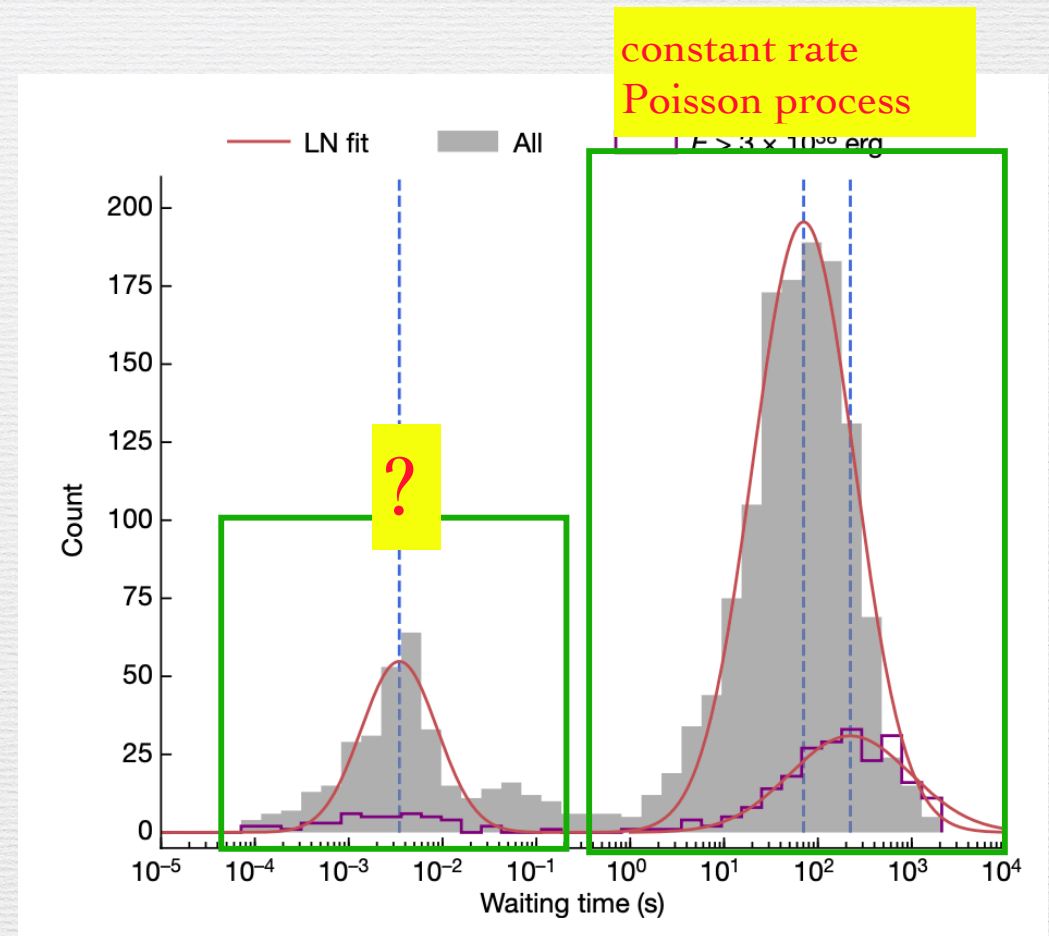 constant rate
Poisson process
LN fit
All
E > 3 × 10³⁸ erg
200
175
150
125
?
100
75
50
25
0
Count
10⁻⁵ 10⁻⁴ 10⁻³ 10⁻² 10⁻¹ 10⁰ 10¹ 10² 10³ 10⁴
Waiting time (s)